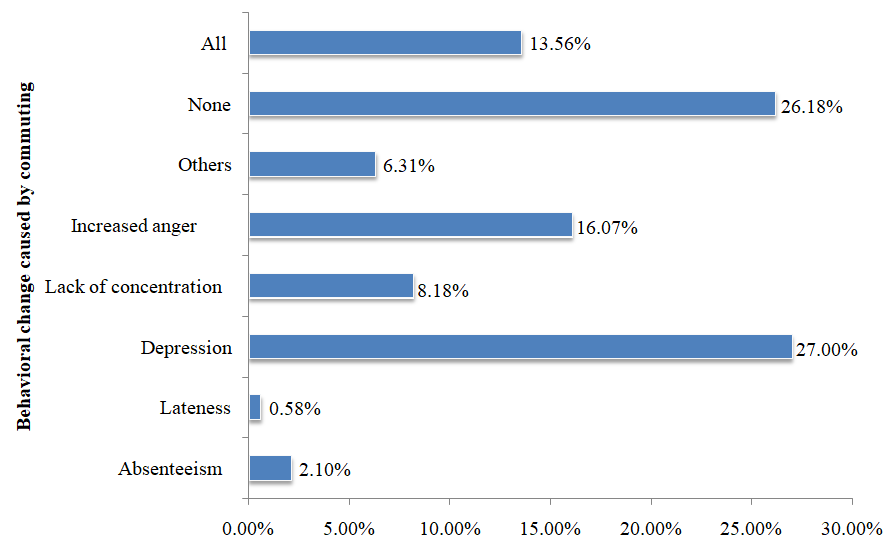 Behavioral change caused by commuting
All 13.56%
None 26.18%
Others 6.31%
Increased anger 16.07%
Lack of concentration 8.18%
Depression 27.00%
Lateness 0.58%
Absenteeism 2.10%
0.00% 5.00% 10.00% 15.00% 20.00% 25.00% 30.00%